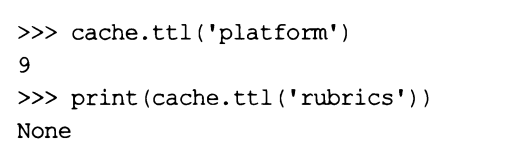 >>> cache.ttl('platform')
9
>>> print(cache.ttl('rubrics'))
None